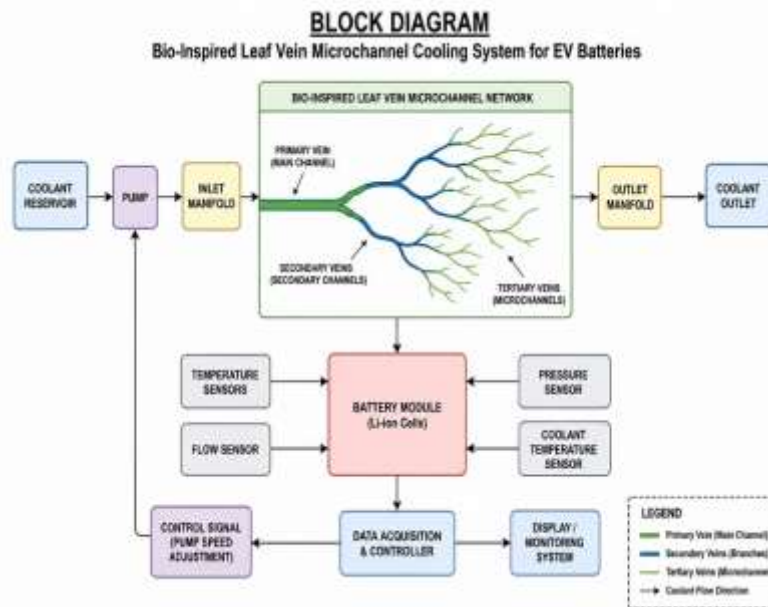 BLOCK DIAGRAM
Bio-Inspired Leaf Vein Microchannel Cooling System for EV Batteries
BIO-INSPIRED LEAF VEIN MICROCHANNEL NETWORK
PRIMARY VEIN
(MAIN CHANNEL)
COOLANT
RESERVOIR
PUMP
INLET
MANIFOLD
OUTLET
MANIFOLD
COOLANT
OUTLET
SECONDARY VEINS
(SECONDARY CHANNELS)
TERTIARY VEINS
(MICROCHANNELS)
TEMPERATURE
SENSORS
BATTERY MODULE
(Li-ion Cells)
PRESSURE
SENSOR
FLOW SENSOR
COOLANT
TEMPERATURE
SENSOR
CONTROL SIGNAL
(PUMP SPEED
ADJUSTMENT)
DATA ACQUISITION
& CONTROLLER
DISPLAY /
MONITORING
SYSTEM
LEGEND
Primary Vein (Main Channel)
Secondary Veins (Branches)
Tertiary Veins (Microchannel
Coolant Flow Direction